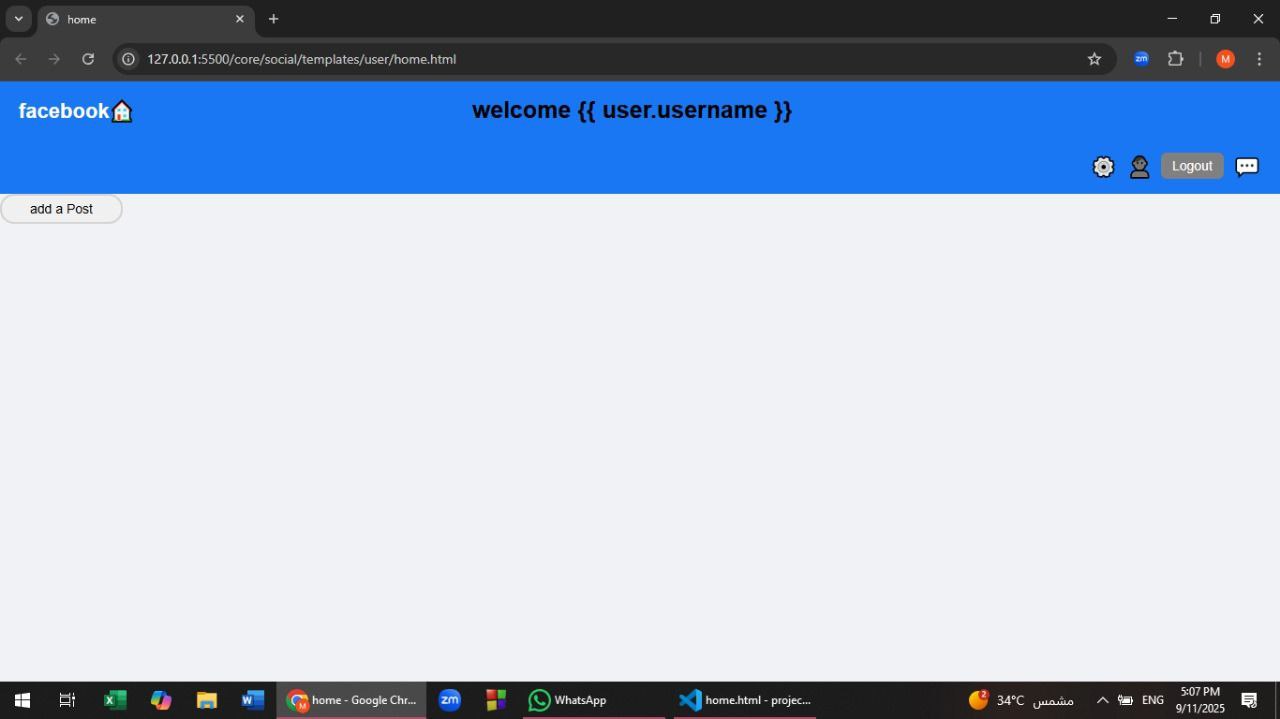 home
127.0.0.1:5500/core/social/templates/user/home.html
zm
M
facebook
welcome {{ user.username }}
Logout
add a Post
home - Google Chr...
zm
WhatsApp
home.html - projec...
2
34°C مشمس
ENG
5:07 PM
9/11/2025